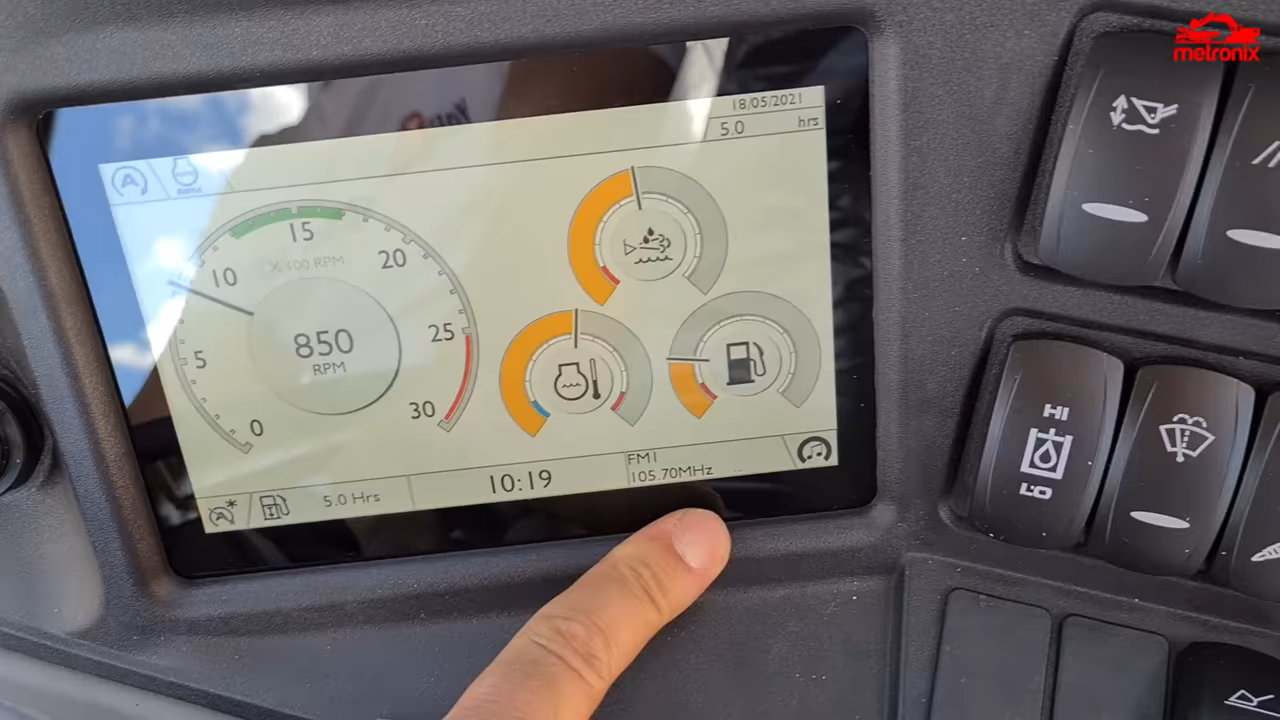 metronix
18/05/2021
5.0 hrs
A
15
10
20
X 100 RPM
5
25
850
RPM
0
30
HI
LO
FM1
105.70MHz
10:19
5.0 Hrs